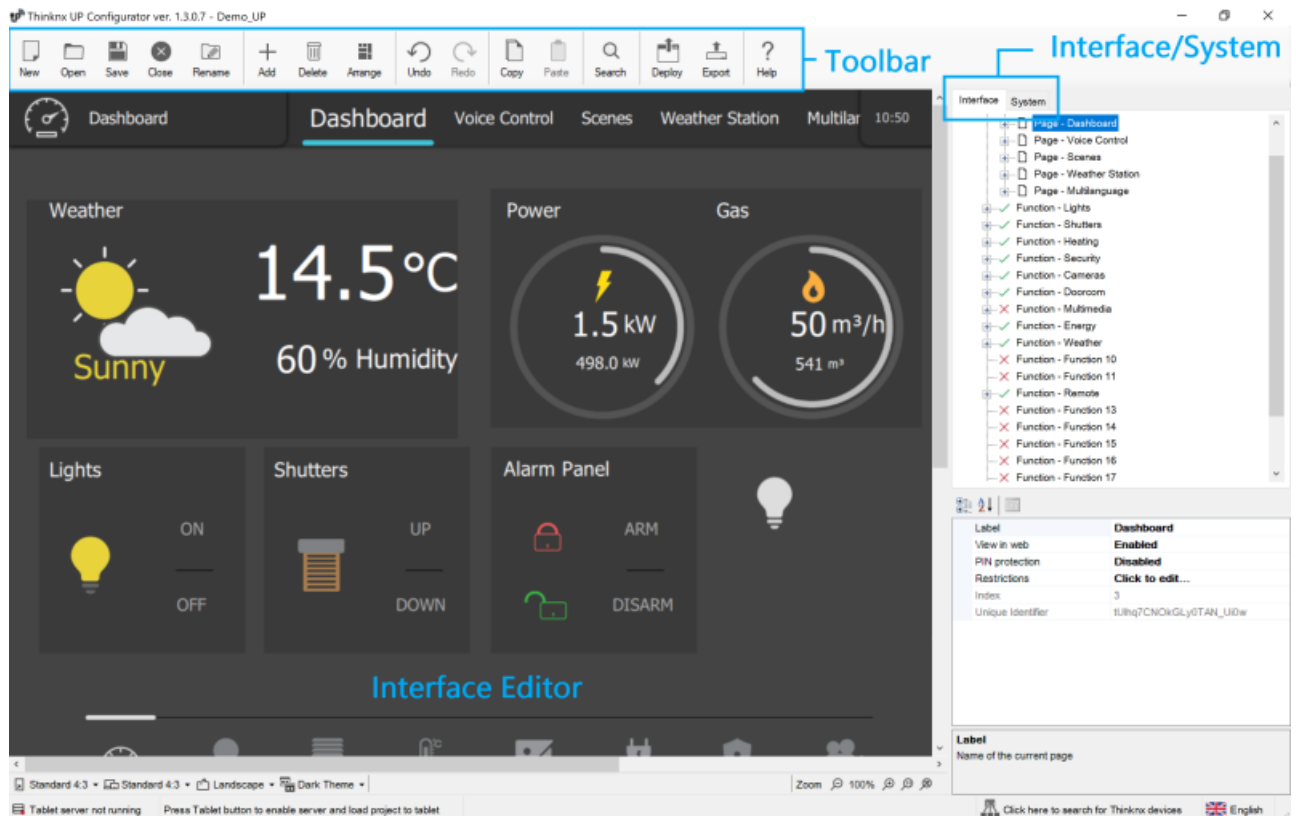 Thinknx UP Configurator ver. 1.3.0.7 - Demo_UP
New Open Save Close Rename Add Delete Arrange Undo Redo Copy Paste Search Deploy Export Help
Toolbar
Interface/System
Dashboard
Dashboard Voice Control Scenes Weather Station Multilar 10:50
Weather
14.5°C
60 % Humidity
Sunny
Power
1.5 kW
498.0 kW
Gas
50 m³/h
541 m³
Lights
ON
OFF
Shutters
UP
DOWN
Alarm Panel
ARM
DISARM
Interface Editor
°C
Interface System
Page - Dashboard
Page - Voice Control
Page - Scenes
Page - Weather Station
Page - Multilanguage
Function - Lights
Function - Shutters
Function - Heating
Function - Security
Function - Cameras
Function - Doorcom
Function - Multimedia
Function - Energy
Function - Weather
Function - Function 10
Function - Function 11
Function - Remote
Function - Function 13
Function - Function 14
Function - Function 15
Function - Function 16
Function - Function 17
Label Dashboard
View in web Enabled
PIN protection Disabled
Restrictions Click to edit...
Index 3
Unique Identifier
Label
Name of the current page
Standard 4:3 Standard 4:3 Landscape Dark Theme Zoom 100%
Tablet server not running Press Tablet button to enable server and load project to tablet Click here to search for Thinknx devices English